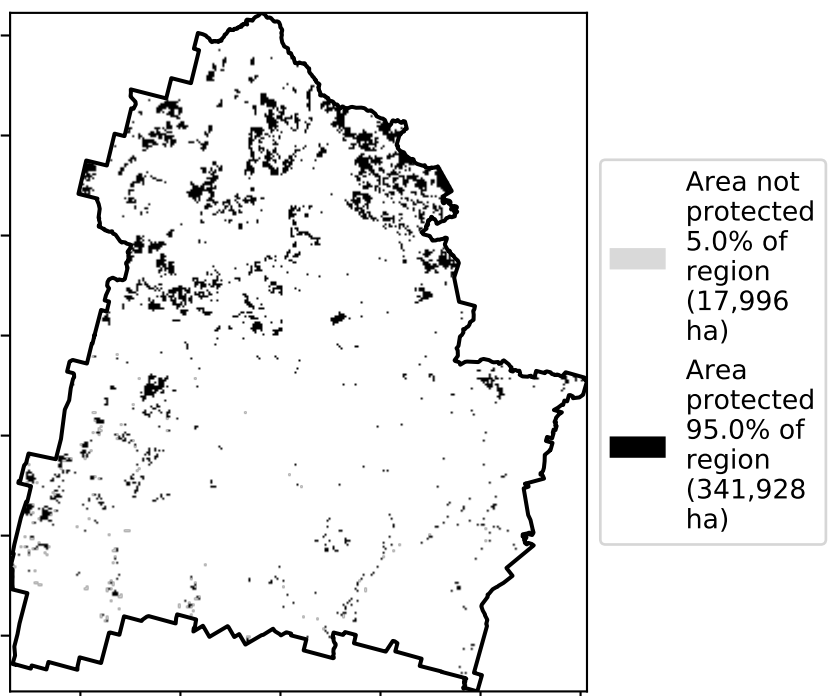 Area not
protected
5.0% of
region
(17,996
ha)
Area
protected
95.0% of
region
(341,928
ha)